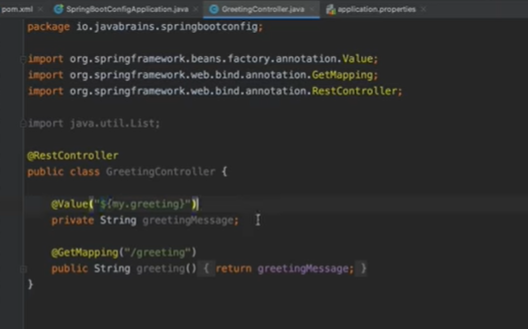 pom.xml SpringBootConfigApplication.java GreetingController.java application.properties
package io.javabrains.springbootconfig;
import org.springframework.beans.factory.annotation.Value;
import org.springframework.web.bind.annotation.GetMapping;
import org.springframework.web.bind.annotation.RestController;
import java.util.List;
@RestController
public class GreetingController {
@Value("${my.greeting}")
private String greetingMessage;
@GetMapping("/greeting")
public String greeting() { return greetingMessage; }
}